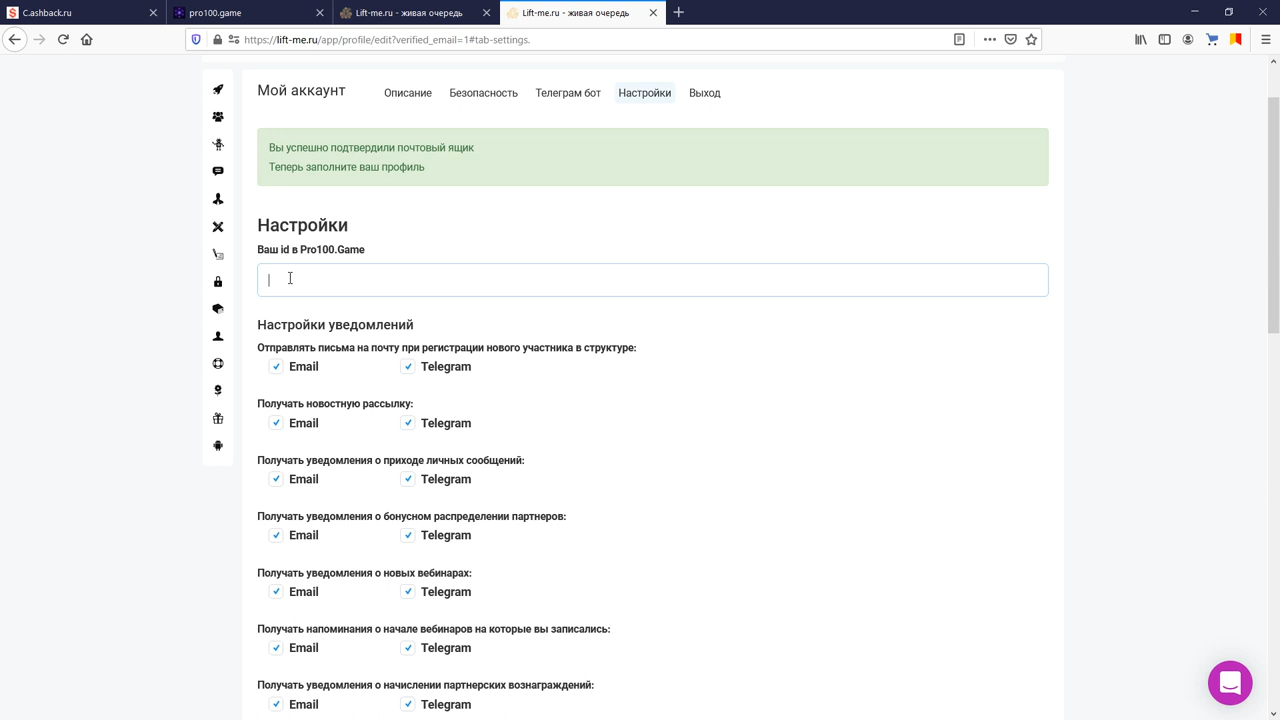 C.ashback.ru
pro100.game
Lift-me.ru - живая очередь
Lift-me.ru - живая очередь
https://lift-me.ru/app/profile/edit?verified_email=1#tab-settings.
Мой аккаунт
Описание
Безопасность
Телеграм бот
Настройки
Выход
Вы успешно подтвердили почтовый ящик
Теперь заполните ваш профиль
Настройки
Ваш id в Pro100.Game
Настройки уведомлений
Отправлять письма на почту при регистрации нового участника в структуре:
Email Telegram
Получать новостную рассылку:
Email Telegram
Получать уведомления о приходе личных сообщений:
Email Telegram
Получать уведомления о бонусном распределении партнеров:
Email Telegram
Получать уведомления о новых вебинарах:
Email Telegram
Получать напоминания о начале вебинаров на которые вы записались:
Email Telegram
Получать уведомления о начислении партнерских вознаграждений:
Email Telegram